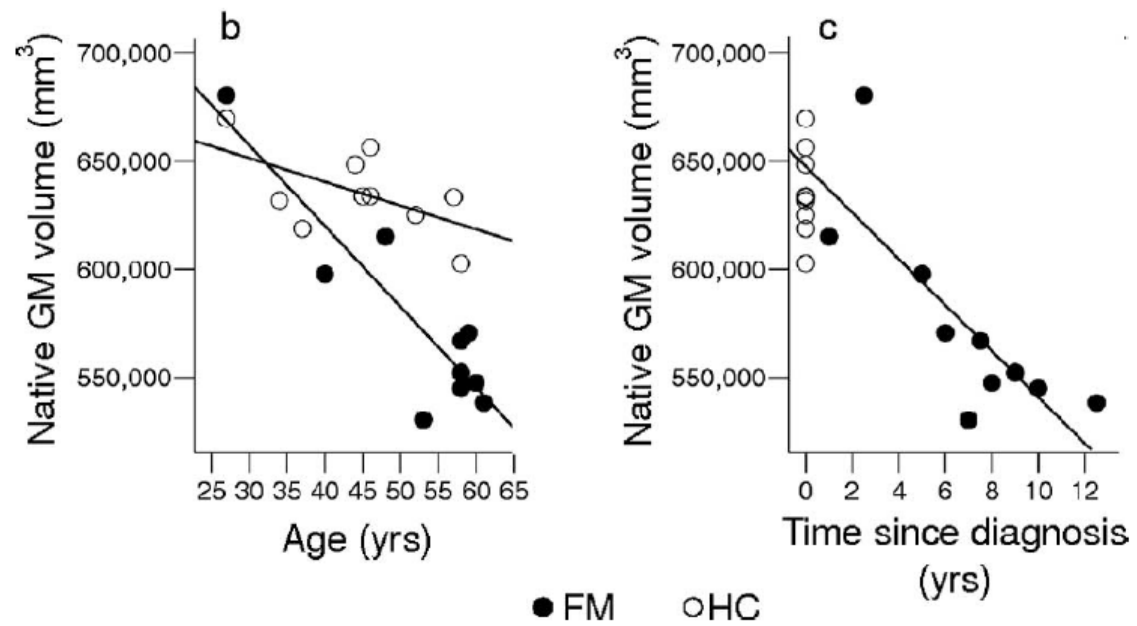 b
Native GM volume (mm³)
700,000
650,000
600,000
550,000
25 30 35 40 45 50 55 60 65
Age (yrs)
c
Native GM volume (mm³)
700,000
650,000
600,000
550,000
0 2 4 6 8 10 12
Time since diagnosis
(yrs)
FM HC